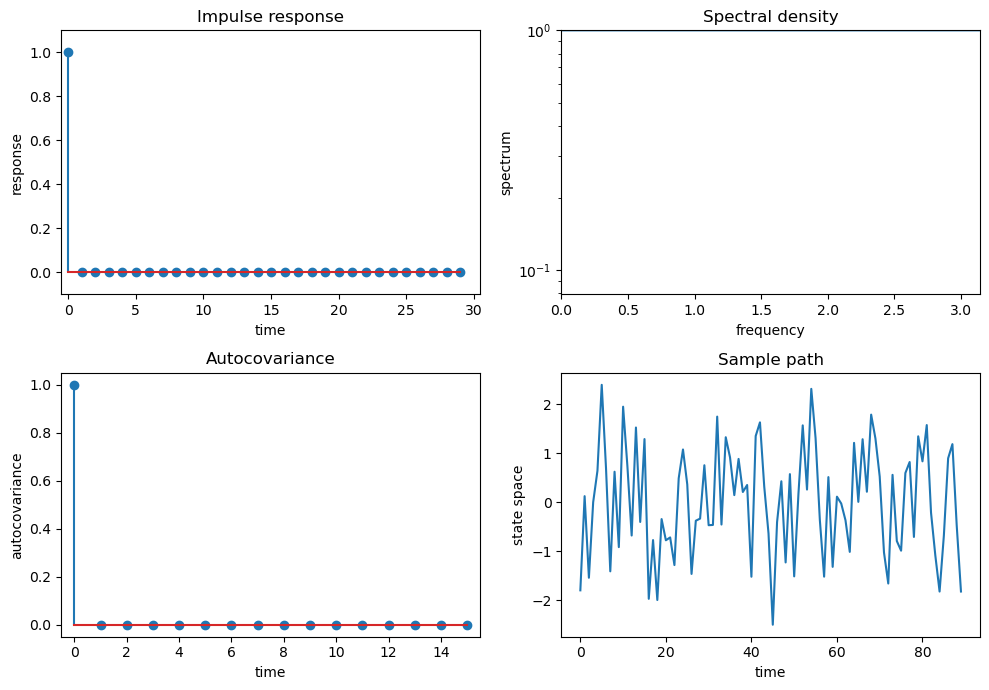 Impulse response
response
1.0
0.8
0.6
0.4
0.2
0.0
0 5 10 15 20 25 30
time
Spectral density
spectrum
10⁰
10⁻¹
0.0 0.5 1.0 1.5 2.0 2.5 3.0
frequency
Autocovariance
autocovariance
1.0
0.8
0.6
0.4
0.2
0.0
0 2 4 6 8 10 12 14
time
Sample path
state space
2
1
0
−1
−2
0 20 40 60 80
time